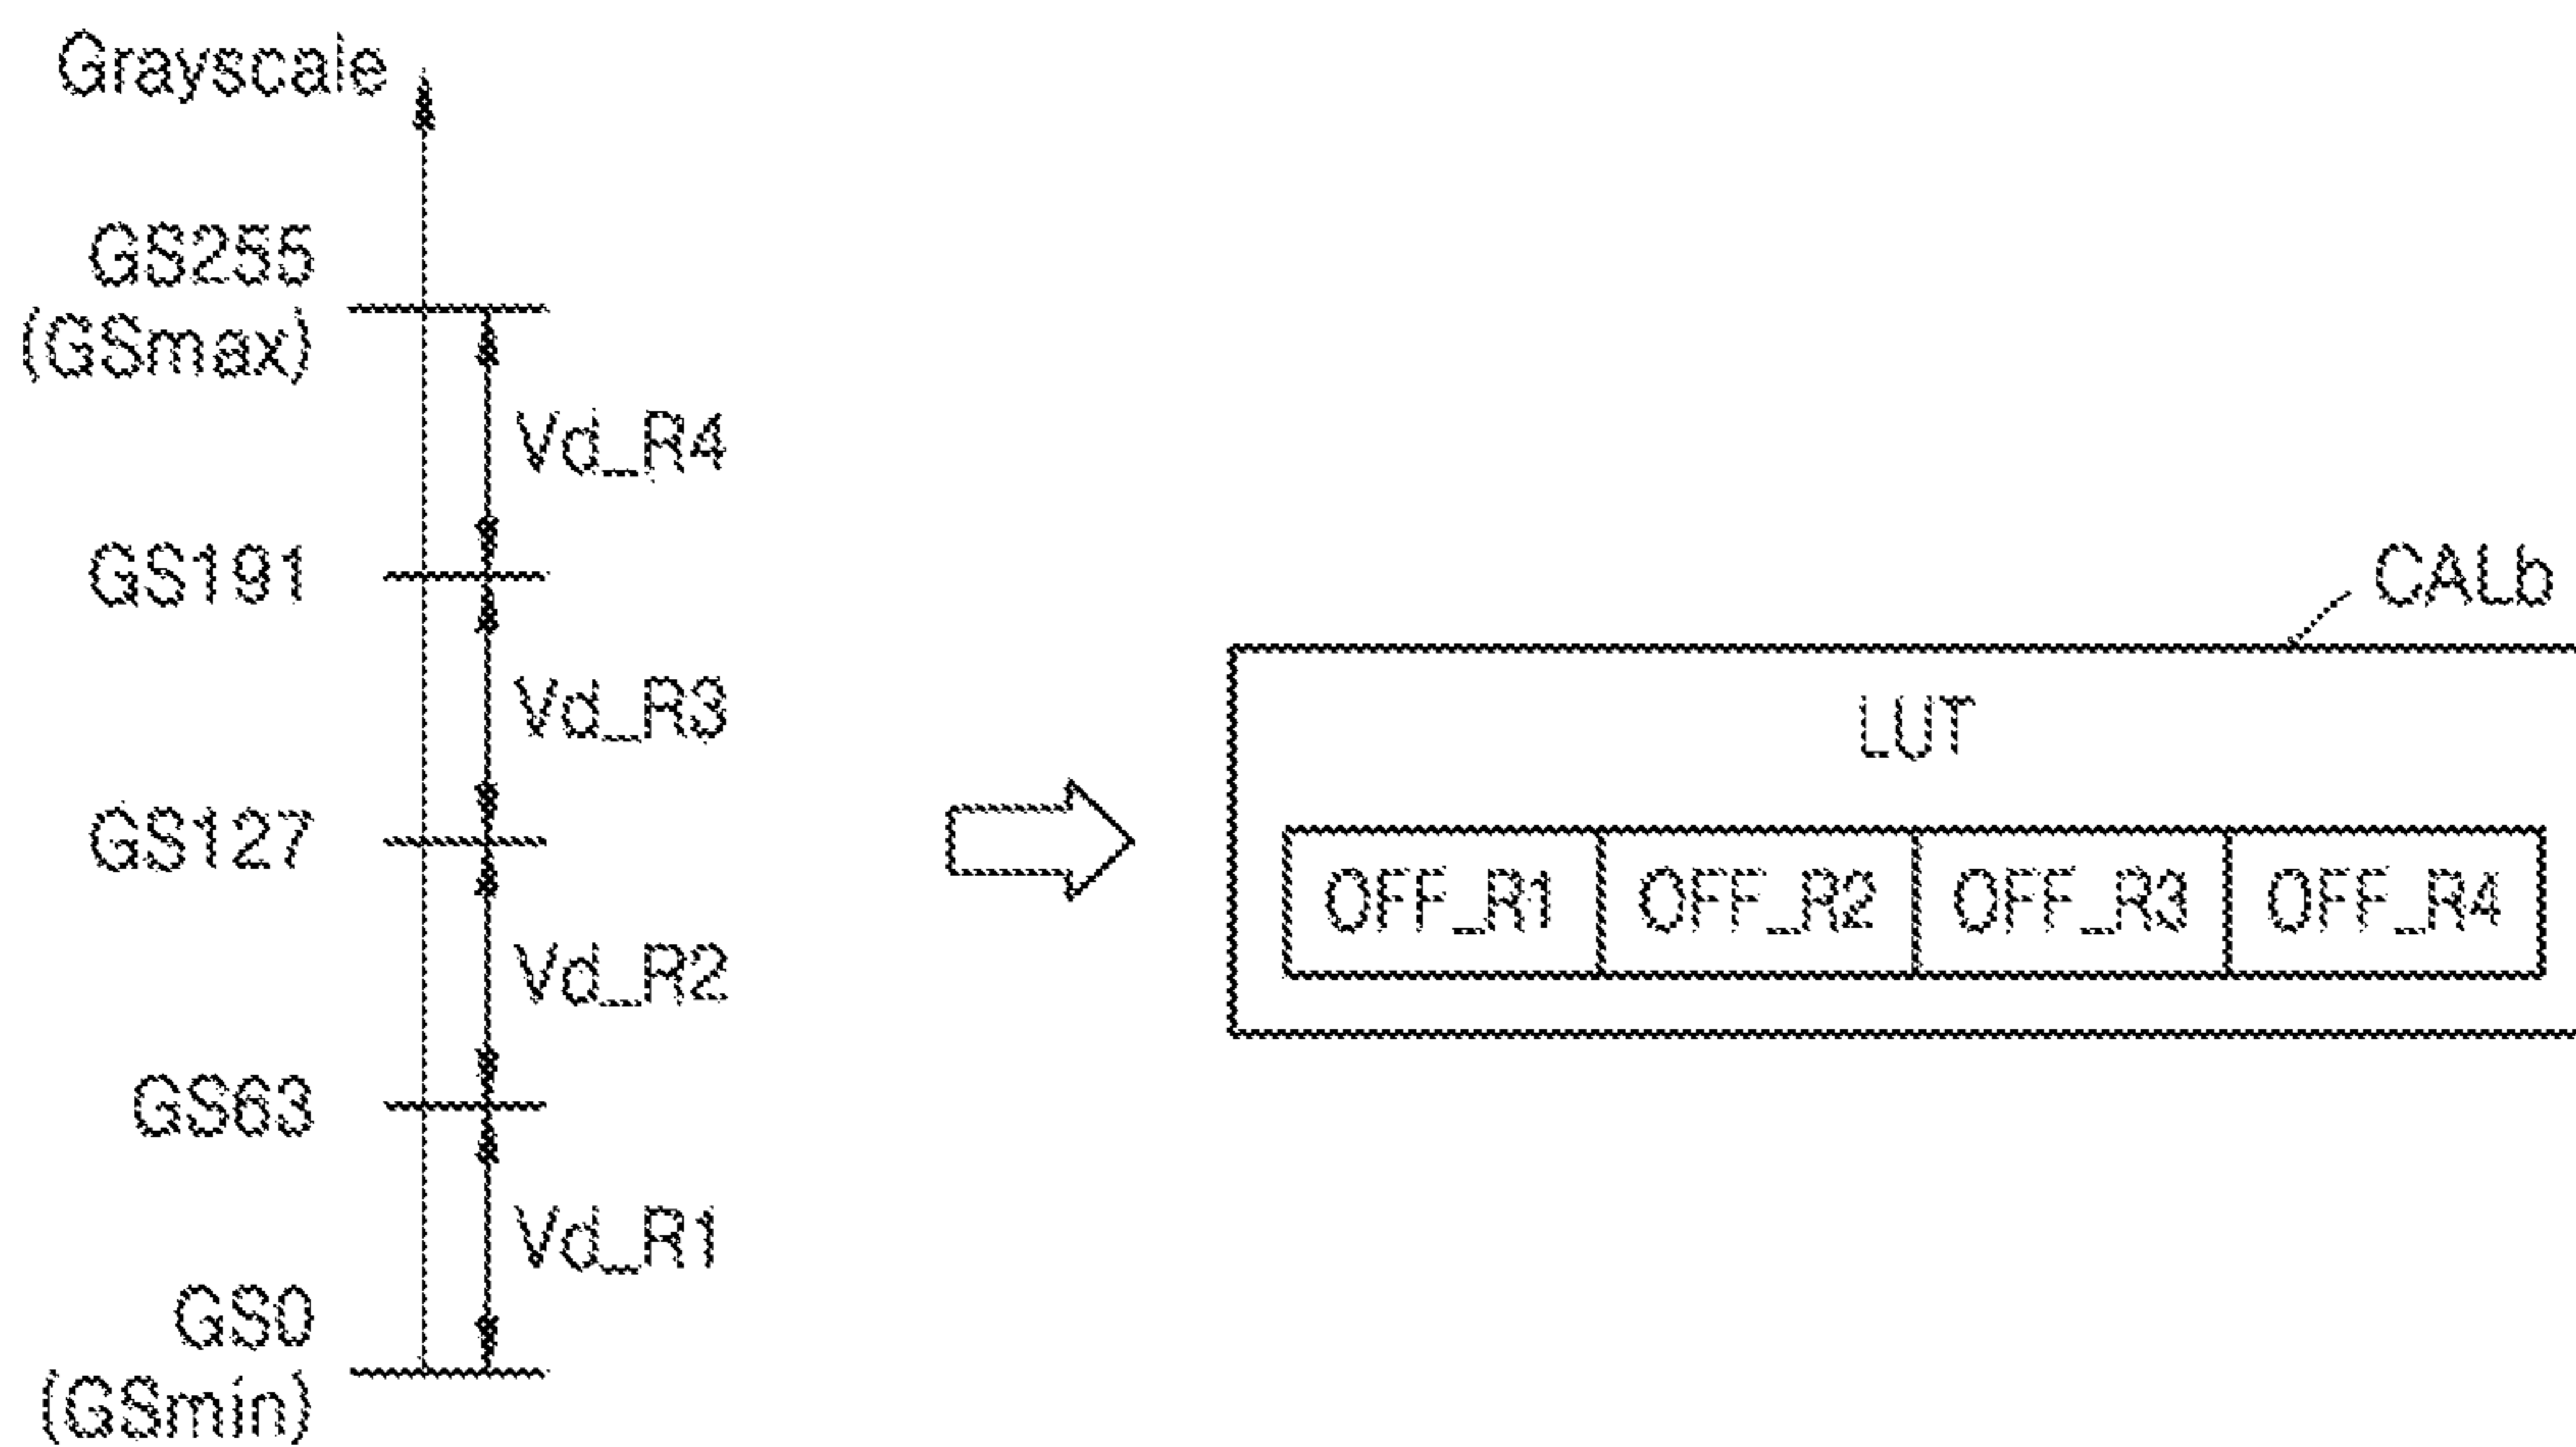 Grayscale
GS255
(GSmax)
Vd_R4
GS191
Vd_R3
GS127
Vd_R2
GS63
Vd_R1
GS0
(GSmin)
CALb
LUT
OFF_R1 OFF_R2 OFF_R3 OFF_R4